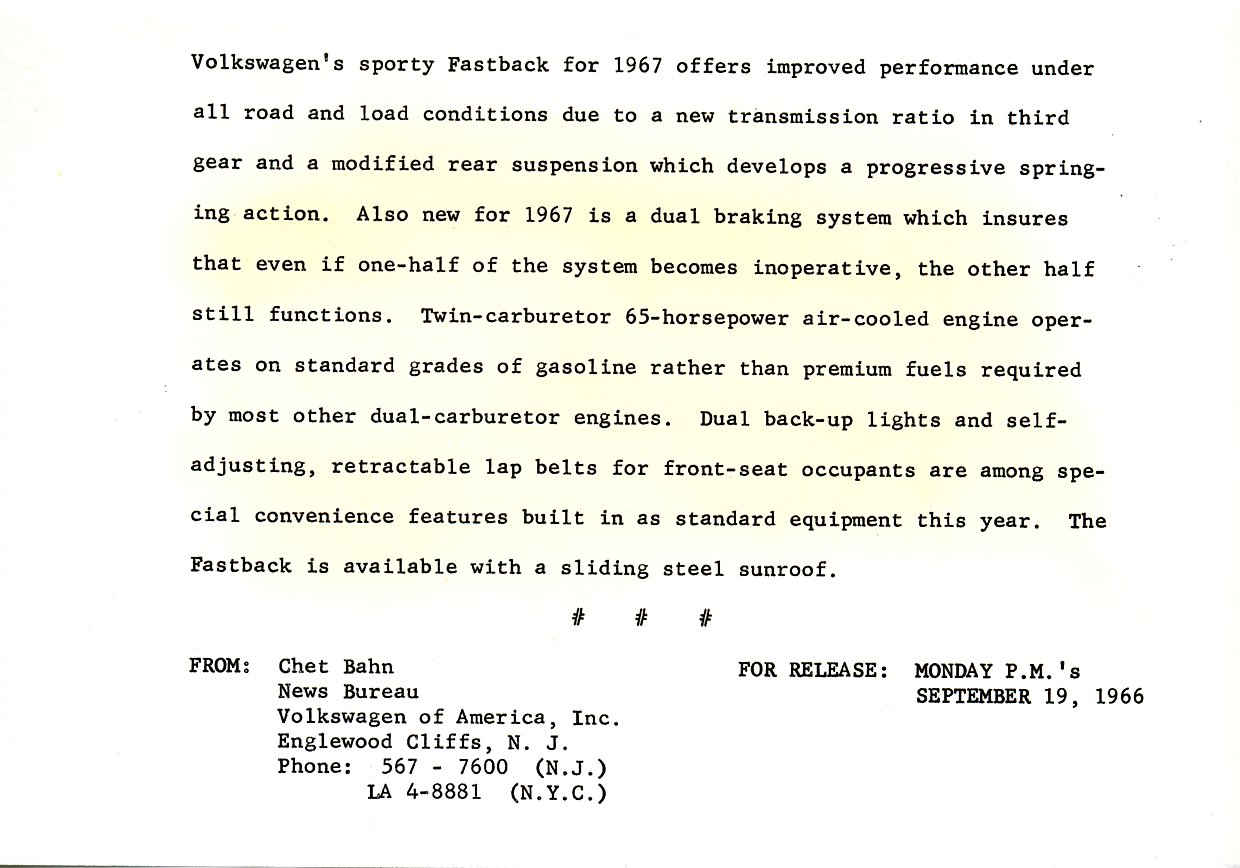 Volkswagen's sporty Fastback for 1967 offers improved performance under
all road and load conditions due to a new transmission ratio in third
gear and a modified rear suspension which develops a progressive spring-
ing action.  Also new for 1967 is a dual braking system which insures
that even if one-half of the system becomes inoperative, the other half
still functions.  Twin-carburetor 65-horsepower air-cooled engine oper-
ates on standard grades of gasoline rather than premium fuels required
by most other dual-carburetor engines.  Dual back-up lights and self-
adjusting, retractable lap belts for front-seat occupants are among spe-
cial convenience features built in as standard equipment this year.  The
Fastback is available with a sliding steel sunroof.
# # #
FROM: Chet Bahn
News Bureau
Volkswagen of America, Inc.
Englewood Cliffs, N. J.
Phone: 567 - 7600 (N.J.)
LA 4-8881 (N.Y.C.)
FOR RELEASE: MONDAY P.M.'s
SEPTEMBER 19, 1966